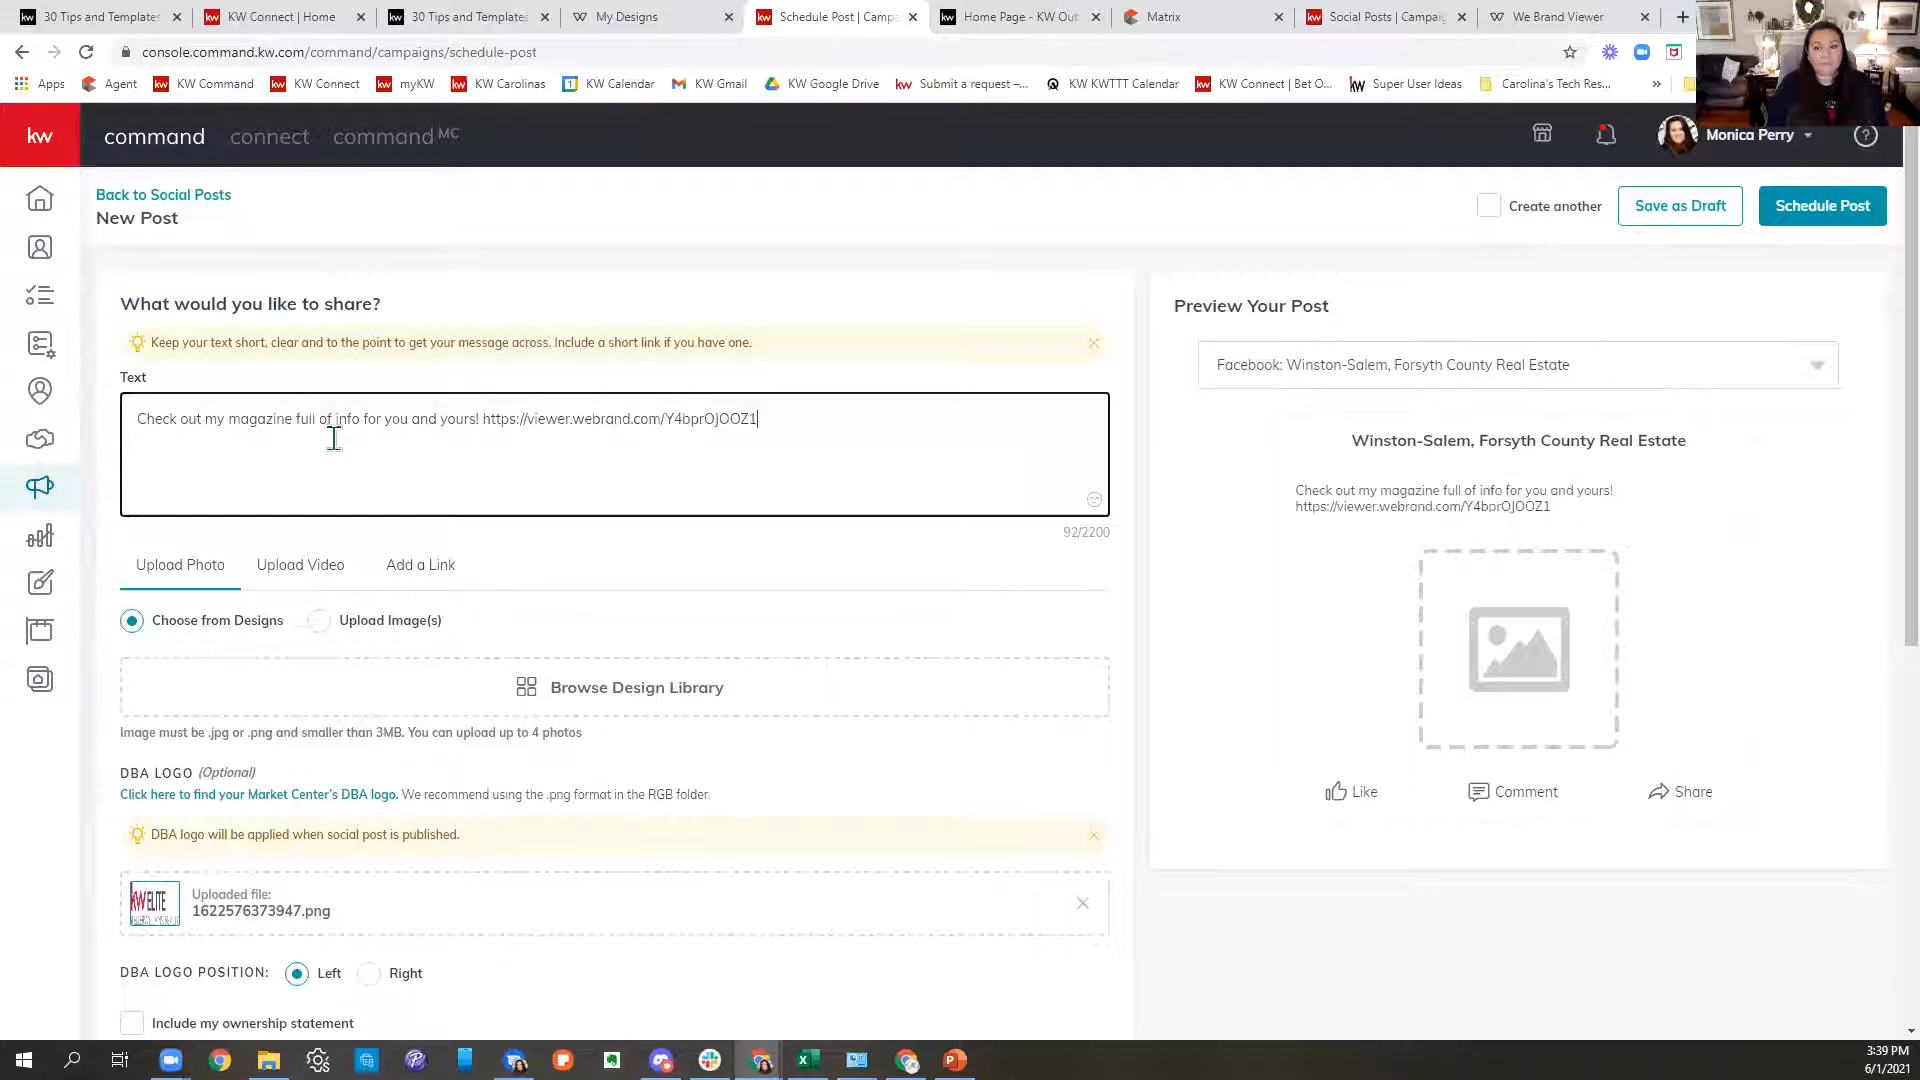 30 Tips and Templates
KW Connect | Home
30 Tips and Templates
My Designs
Schedule Post | Campa
Home Page - KW Out
Matrix
Social Posts | Campaig
We Brand Viewer
console.command.kw.com/command/campaigns/schedule-post
Apps
Agent
KW Command
KW Connect
myKW
KW Carolinas
KW Calendar
KW Gmail
KW Google Drive
Submit a request –...
KW KWTTT Calendar
KW Connect | Bet O...
Super User Ideas
Carolina's Tech Res...
kw
command
connect
command MC
Monica Perry
Back to Social Posts
New Post
Create another
Save as Draft
Schedule Post
What would you like to share?
Keep your text short, clear and to the point to get your message across. Include a short link if you have one.
Text
Check out my magazine full of info for you and yours! https://viewer.webrand.com/Y4bprOJOOZ1
92/2200
Upload Photo
Upload Video
Add a Link
Choose from Designs
Upload Image(s)
Browse Design Library
Image must be .jpg or .png and smaller than 3MB. You can upload up to 4 photos
DBA LOGO (Optional)
Click here to find your Market Center's DBA logo. We recommend using the .png format in the RGB folder.
DBA logo will be applied when social post is published.
KW ELITE
Uploaded file:
1622576373947.png
DBA LOGO POSITION:
Left
Right
Include my ownership statement
Preview Your Post
Facebook: Winston-Salem, Forsyth County Real Estate
Winston-Salem, Forsyth County Real Estate
Check out my magazine full of info for you and yours!
https://viewer.webrand.com/Y4bprOJOOZ1
Like
Comment
Share
3:39 PM
6/1/2021